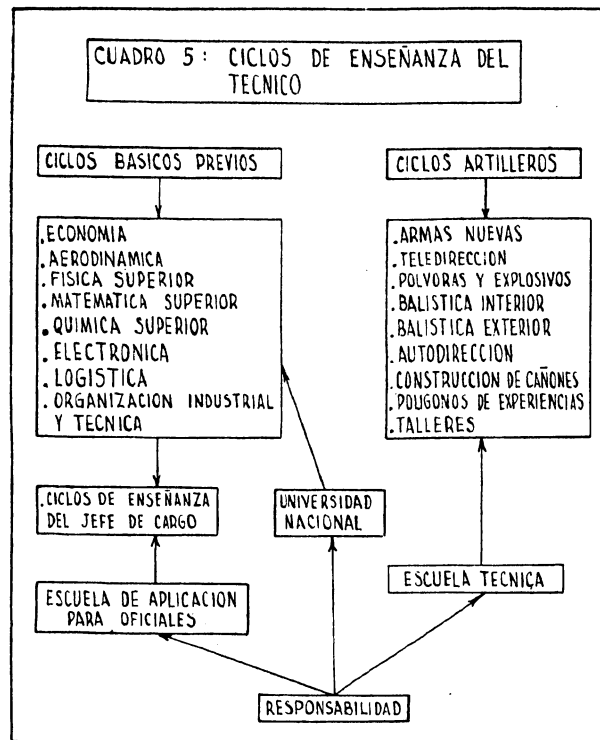 CUADRO 5: CICLOS DE ENSEÑANZA DEL
TECNICO
CICLOS BASICOS PREVIOS
.ECONOMIA
.AERODINAMICA
.FISICA SUPERIOR
.MATEMATICA SUPERIOR
.QUIMICA SUPERIOR
.ELECTRONICA
.LOGISTICA
.ORGANIZACION INDUSTRIAL
Y TECNICA
.CICLOS DE ENSEÑANZA
DEL JEFE DE CARGO
ESCUELA DE APLICACION
PARA OFICIALES
UNIVERSIDAD
NACIONAL
CICLOS ARTILLEROS
.ARMAS NUEVAS
.TELEDIRECCION
.POLVORAS Y EXPLOSIVOS
.BALISTICA INTERIOR
.BALISTICA EXTERIOR
.AUTODIRECCION
.CONSTRUCCION DE CAÑONES
.POLIGONOS DE EXPERIENCIAS
.TALLERES
ESCUELA TECNICA
RESPONSABILIDAD